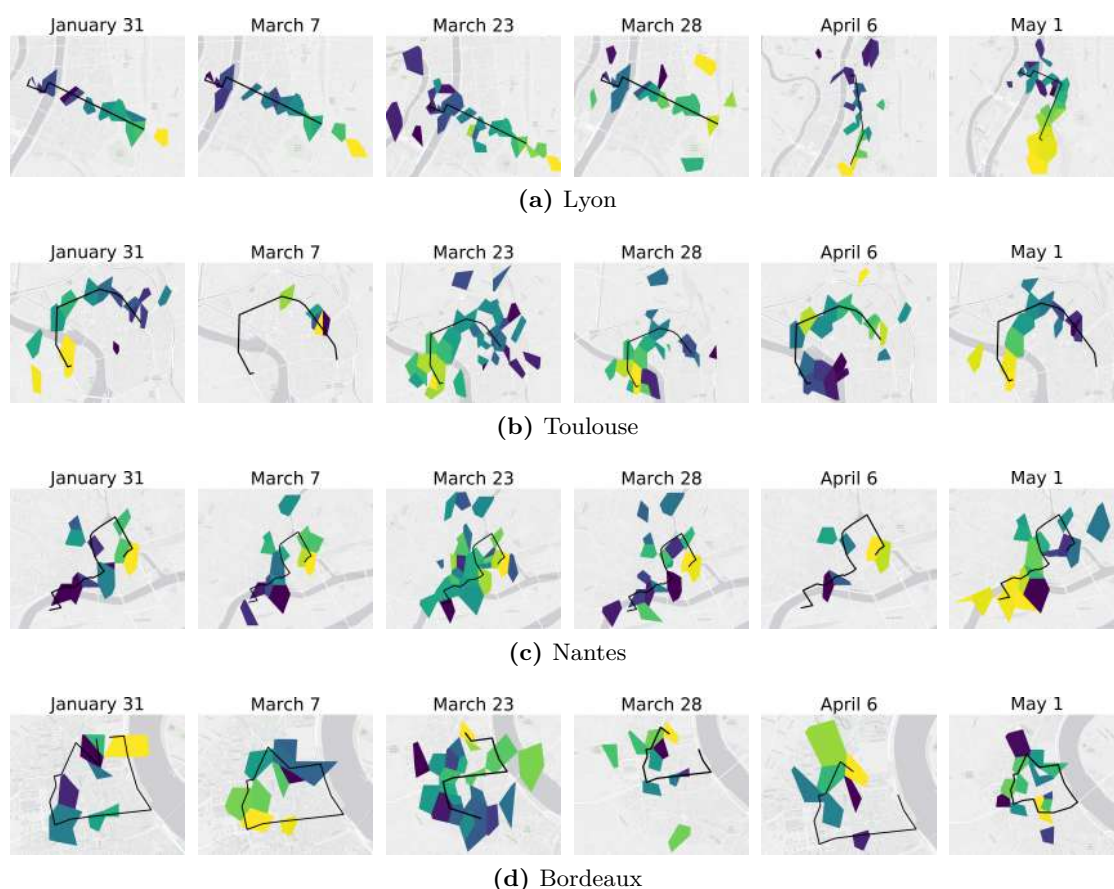 January 31 March 7 March 23 March 28 April 6 May 1
(a) Lyon
January 31 March 7 March 23 March 28 April 6 May 1
(b) Toulouse
January 31 March 7 March 23 March 28 April 6 May 1
(c) Nantes
January 31 March 7 March 23 March 28 April 6 May 1
(d) Bordeaux